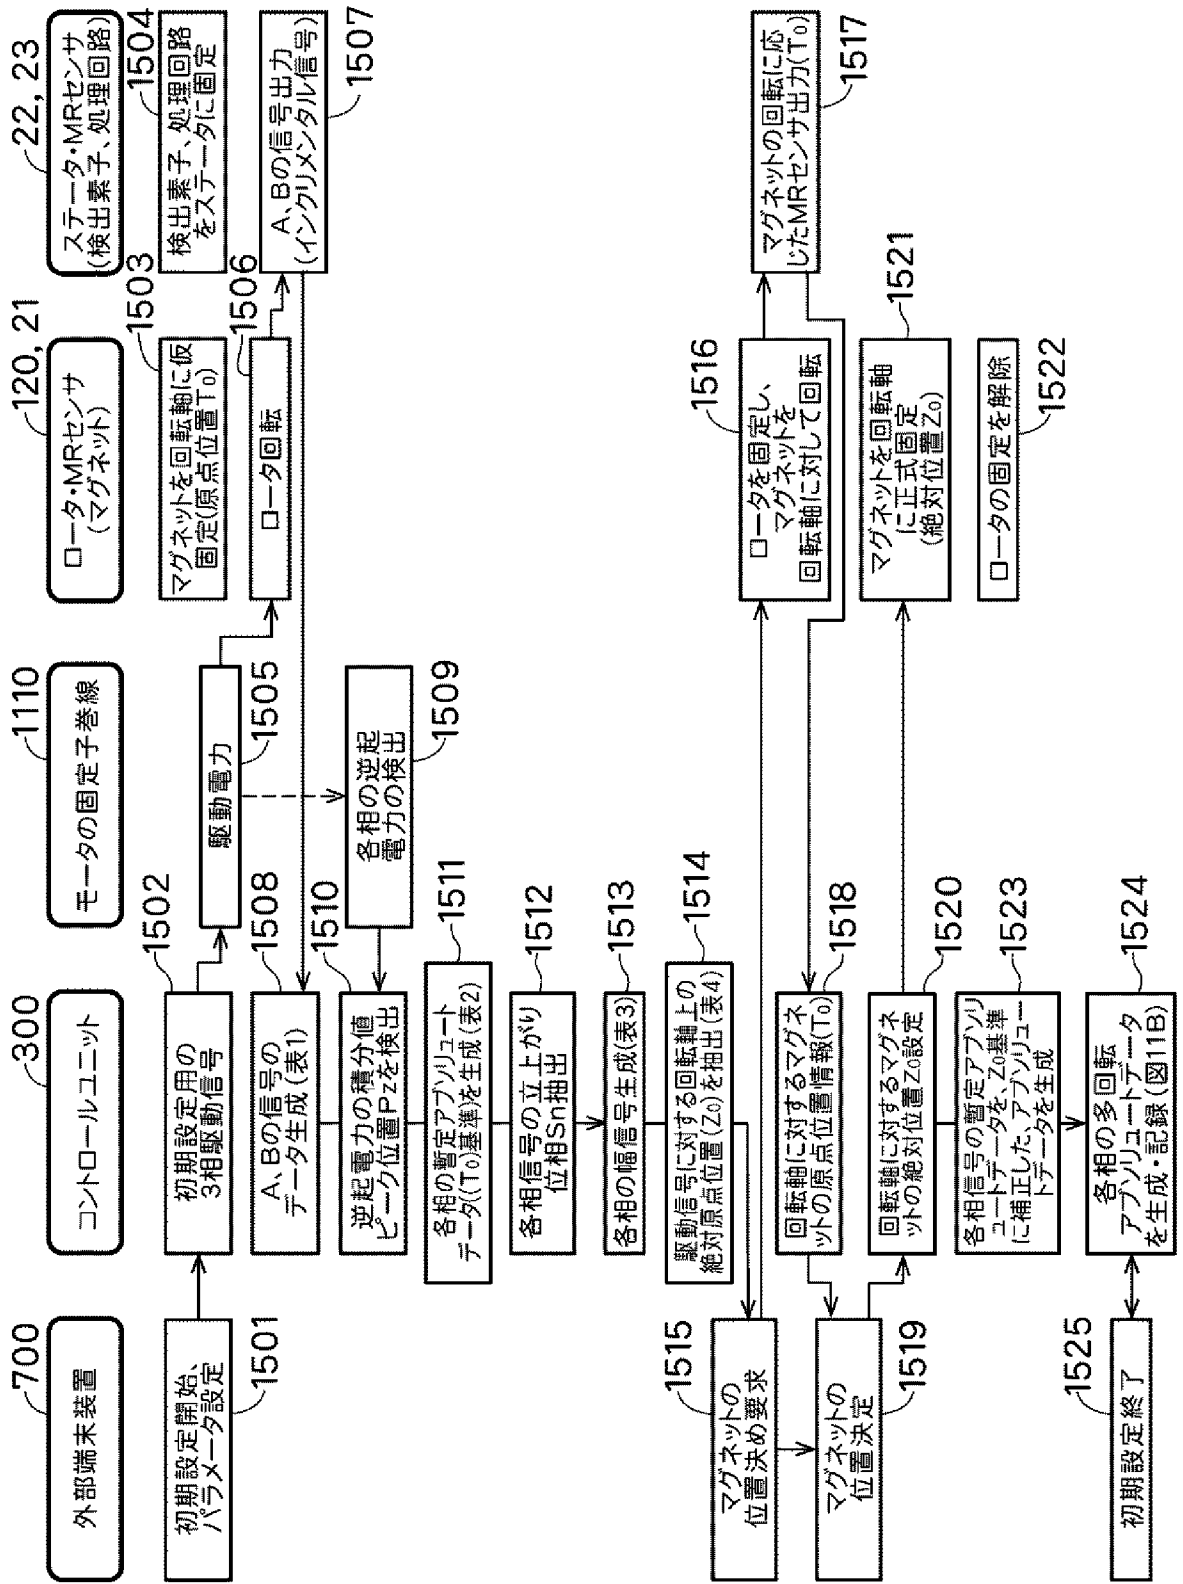 700
外部端末装置
300
コントロールユニット
1110
モータの固定子巻線
120, 21
ロータ・MRセンサ
(マグネット)
22, 23
ステータ・MRセンサ
(検出素子、処理回路)
初期設定開始、
パラメータ設定
1501
初期設定用の
3相駆動信号
1502
マグネットを回転軸に仮
固定(原点位置T₀)
1503
検出素子、処理回路
をステータに固定
1504
駆動電力
1505
ロータ回転
1506
A、Bの信号出力
(インクリメンタル信号)
1507
A、Bの信号の
データ生成(表1)
1508
各相の逆起
電力の検出
1509
逆起電力の積分値
ピーク位置Pzを検出
1510
各相の暫定アブソリュート
データ((T₀)基準)を生成(表2)
1511
各相信号の立上がり
位相Sn抽出
1512
各相の幅信号生成(表3)
1513
駆動信号に対する回転軸上の
絶対原点位置(Z₀)を抽出(表4)
1514
マグネットの
位置決め要求
1515
ロータを固定し、
マグネットを
回転軸に対して回転
1516
マグネットの回転に応
じたMRセンサ出力(T₀)
1517
回転軸に対するマグネ
ットの原点位置情報(T₀)
1518
マグネットの
位置決定
1519
回転軸に対するマグネ
ットの絶対位置Z₀設定
1520
マグネットを回転軸
に正式固定
(絶対位置Z₀)
1521
ロータの固定を解除
1522
各相信号の暫定アブソリ
ュートデータを、Z₀基準
に補正した、アブソリュー
トデータを生成
1523
各相の多回転
アブソリュートデータ
を生成・記録(図11B)
1524
初期設定終了
1525